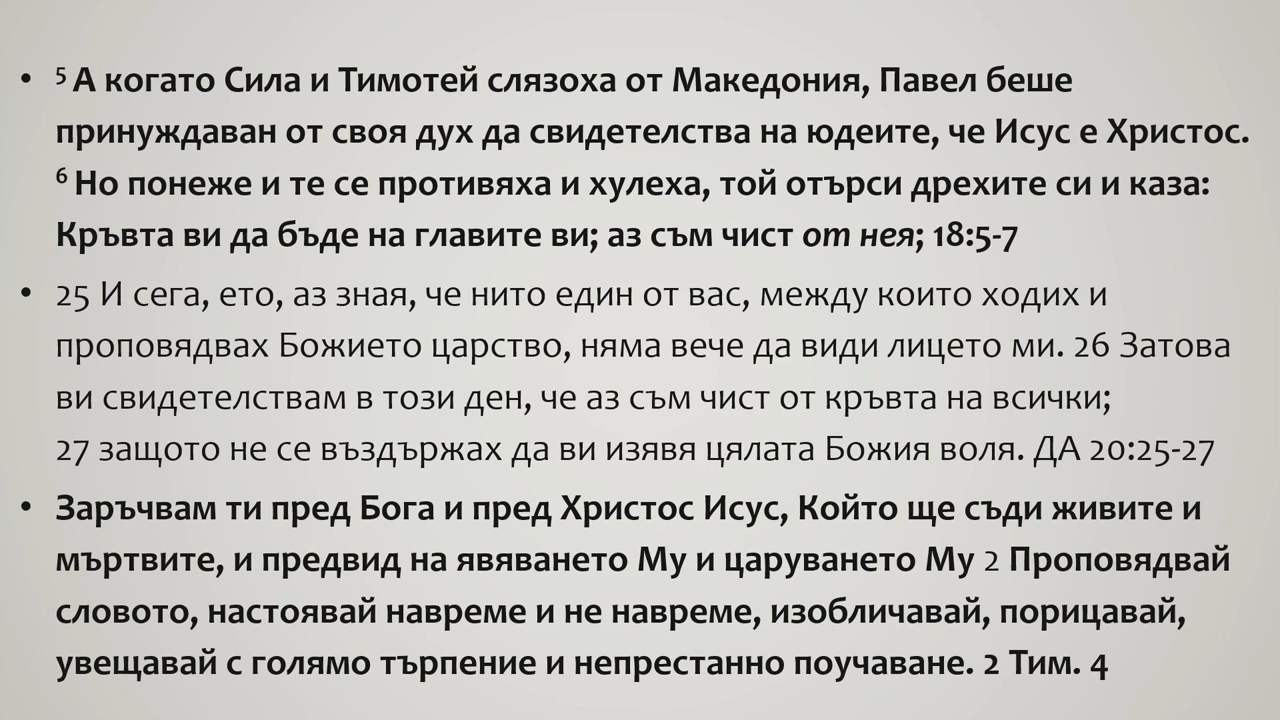 • ⁵ А когато Сила и Тимотей слязоха от Македония, Павел беше
принуждаван от своя дух да свидетелства на юдеите, че Исус е Христос.
⁶ Но понеже и те се противяха и хулеха, той отърси дрехите си и каза:
Кръвта ви да бъде на главите ви; аз съм чист от нея; 18:5-7
• 25 И сега, ето, аз зная, че нито един от вас, между които ходих и
проповядвах Божието царство, няма вече да види лицето ми. 26 Затова
ви свидетелствам в този ден, че аз съм чист от кръвта на всички;
27 защото не се въздържах да ви изявя цялата Божия воля. ДА 20:25-27
• Заръчвам ти пред Бога и пред Христос Исус, Който ще съди живите и
мъртвите, и предвид на явяването Му и царуването Му 2 Проповядвай
словото, настоявай навреме и не навреме, изобличавай, порицавай,
увещавай с голямо търпение и непрестанно поучаване. 2 Тим. 4